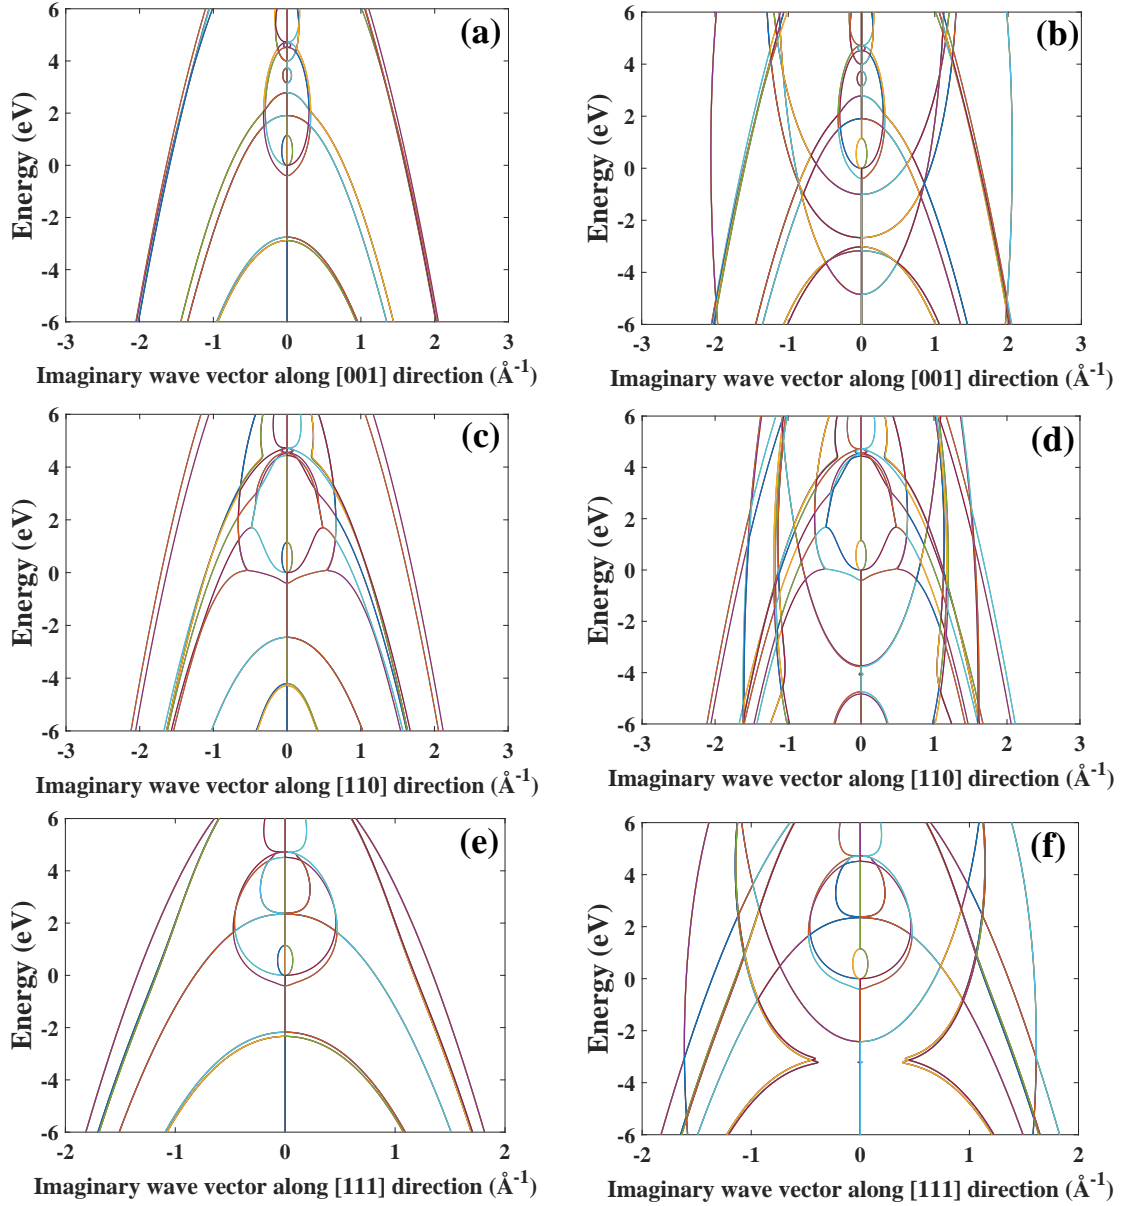 (a)
Energy (eV)
6
4
2
0
-2
-4
-6
-3 -2 -1 0 1 2 3
Imaginary wave vector along [001] direction (Å⁻¹)
(b)
Energy (eV)
6
4
2
0
-2
-4
-6
-3 -2 -1 0 1 2 3
Imaginary wave vector along [001] direction (Å⁻¹)
(c)
Energy (eV)
6
4
2
0
-2
-4
-6
-3 -2 -1 0 1 2 3
Imaginary wave vector along [110] direction (Å⁻¹)
(d)
Energy (eV)
6
4
2
0
-2
-4
-6
-3 -2 -1 0 1 2 3
Imaginary wave vector along [110] direction (Å⁻¹)
(e)
Energy (eV)
6
4
2
0
-2
-4
-6
-2 -1 0 1 2
Imaginary wave vector along [111] direction (Å⁻¹)
(f)
Energy (eV)
6
4
2
0
-2
-4
-6
-2 -1 0 1 2
Imaginary wave vector along [111] direction (Å⁻¹)